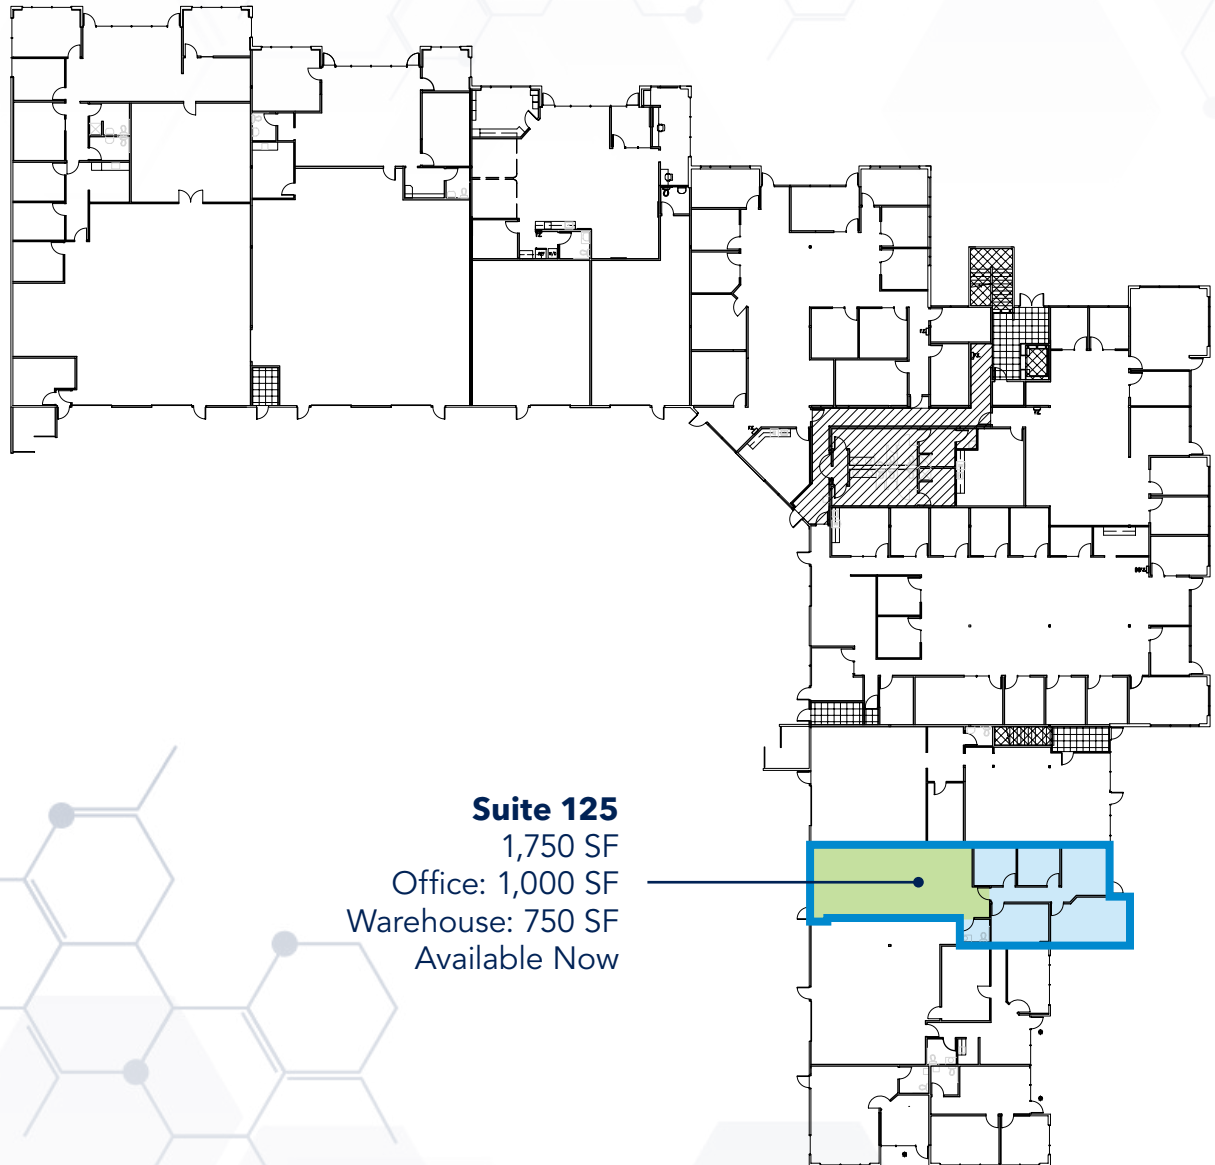 Suite 125
1,750 SF
Office: 1,000 SF
Warehouse: 750 SF
Available Now